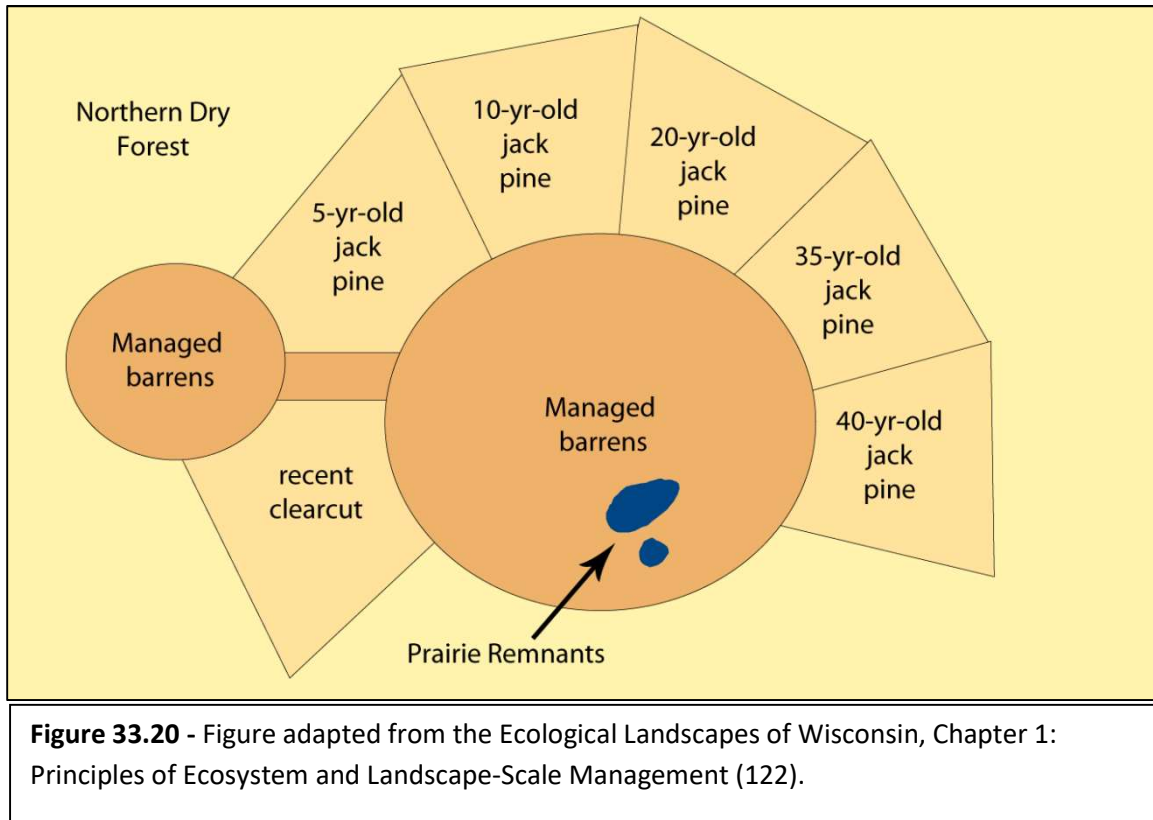 Northern Dry
Forest
10-yr-old
jack
pine
20-yr-old
jack
pine
5-yr-old
jack
pine
35-yr-old
jack
pine
Managed
barrens
Managed
barrens
40-yr-old
jack
pine
recent
clearcut
Prairie Remnants
Figure 33.20 - Figure adapted from the Ecological Landscapes of Wisconsin, Chapter 1:
Principles of Ecosystem and Landscape-Scale Management (122).